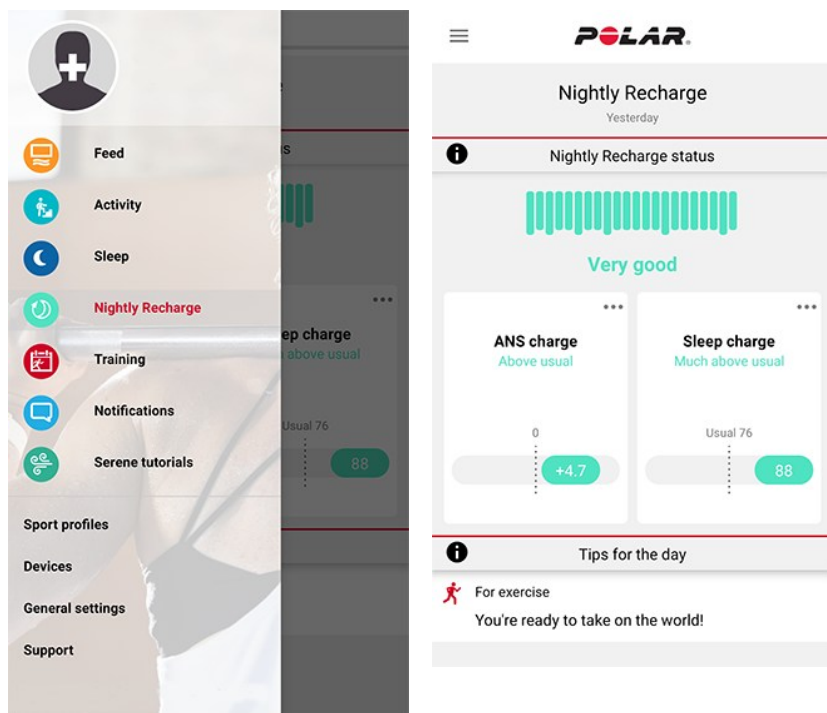 Feed
Activity
Sleep
Nightly Recharge
Training
Notifications
Serene tutorials
Sport profiles
Devices
General settings
Support
s
ep charge
above usual
Usual 76
88
POLAR.
Nightly Recharge
Yesterday
Nightly Recharge status
Very good
ANS charge
Above usual
0
+4.7
Sleep charge
Much above usual
Usual 76
88
Tips for the day
For exercise
You're ready to take on the world!